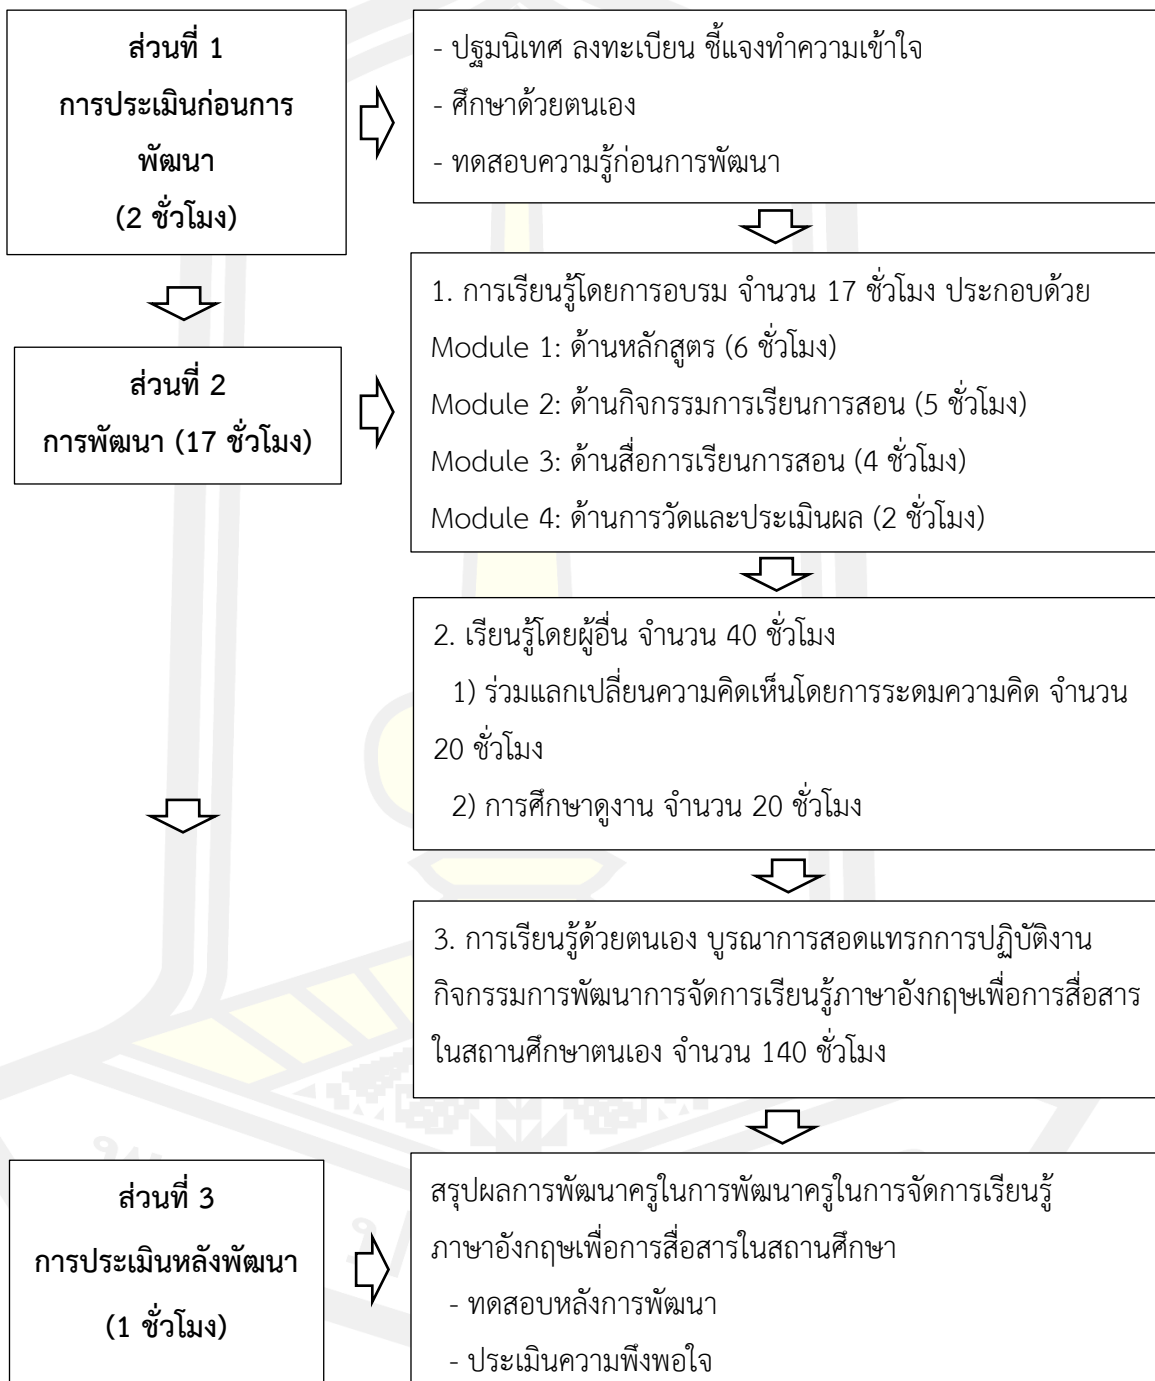 ส่วนที่ 1
การประเมินก่อนการ
พัฒนา
(2 ชั่วโมง)
- ปฐมนิเทศ ลงทะเบียน ชี้แจงทำความเข้าใจ
- ศึกษาด้วยตนเอง
- ทดสอบความรู้ก่อนการพัฒนา
ส่วนที่ 2
การพัฒนา (17 ชั่วโมง)
1. การเรียนรู้โดยการอบรม จำนวน 17 ชั่วโมง ประกอบด้วย
Module 1: ด้านหลักสูตร (6 ชั่วโมง)
Module 2: ด้านกิจกรรมการเรียนการสอน (5 ชั่วโมง)
Module 3: ด้านสื่อการเรียนการสอน (4 ชั่วโมง)
Module 4: ด้านการวัดและประเมินผล (2 ชั่วโมง)
2. เรียนรู้โดยผู้อื่น จำนวน 40 ชั่วโมง
1) ร่วมแลกเปลี่ยนความคิดเห็นโดยการระดมความคิด จำนวน
20 ชั่วโมง
2) การศึกษาดูงาน จำนวน 20 ชั่วโมง
3. การเรียนรู้ด้วยตนเอง บูรณาการสอดแทรกการปฏิบัติงาน
กิจกรรมการพัฒนาการจัดการเรียนรู้ภาษาอังกฤษเพื่อการสื่อสาร
ในสถานศึกษาตนเอง จำนวน 140 ชั่วโมง
ส่วนที่ 3
การประเมินหลังพัฒนา
(1 ชั่วโมง)
สรุปผลการพัฒนาครูในการพัฒนาครูในการจัดการเรียนรู้
ภาษาอังกฤษเพื่อการสื่อสารในสถานศึกษา
- ทดสอบหลังการพัฒนา
- ประเมินความพึงพอใจ